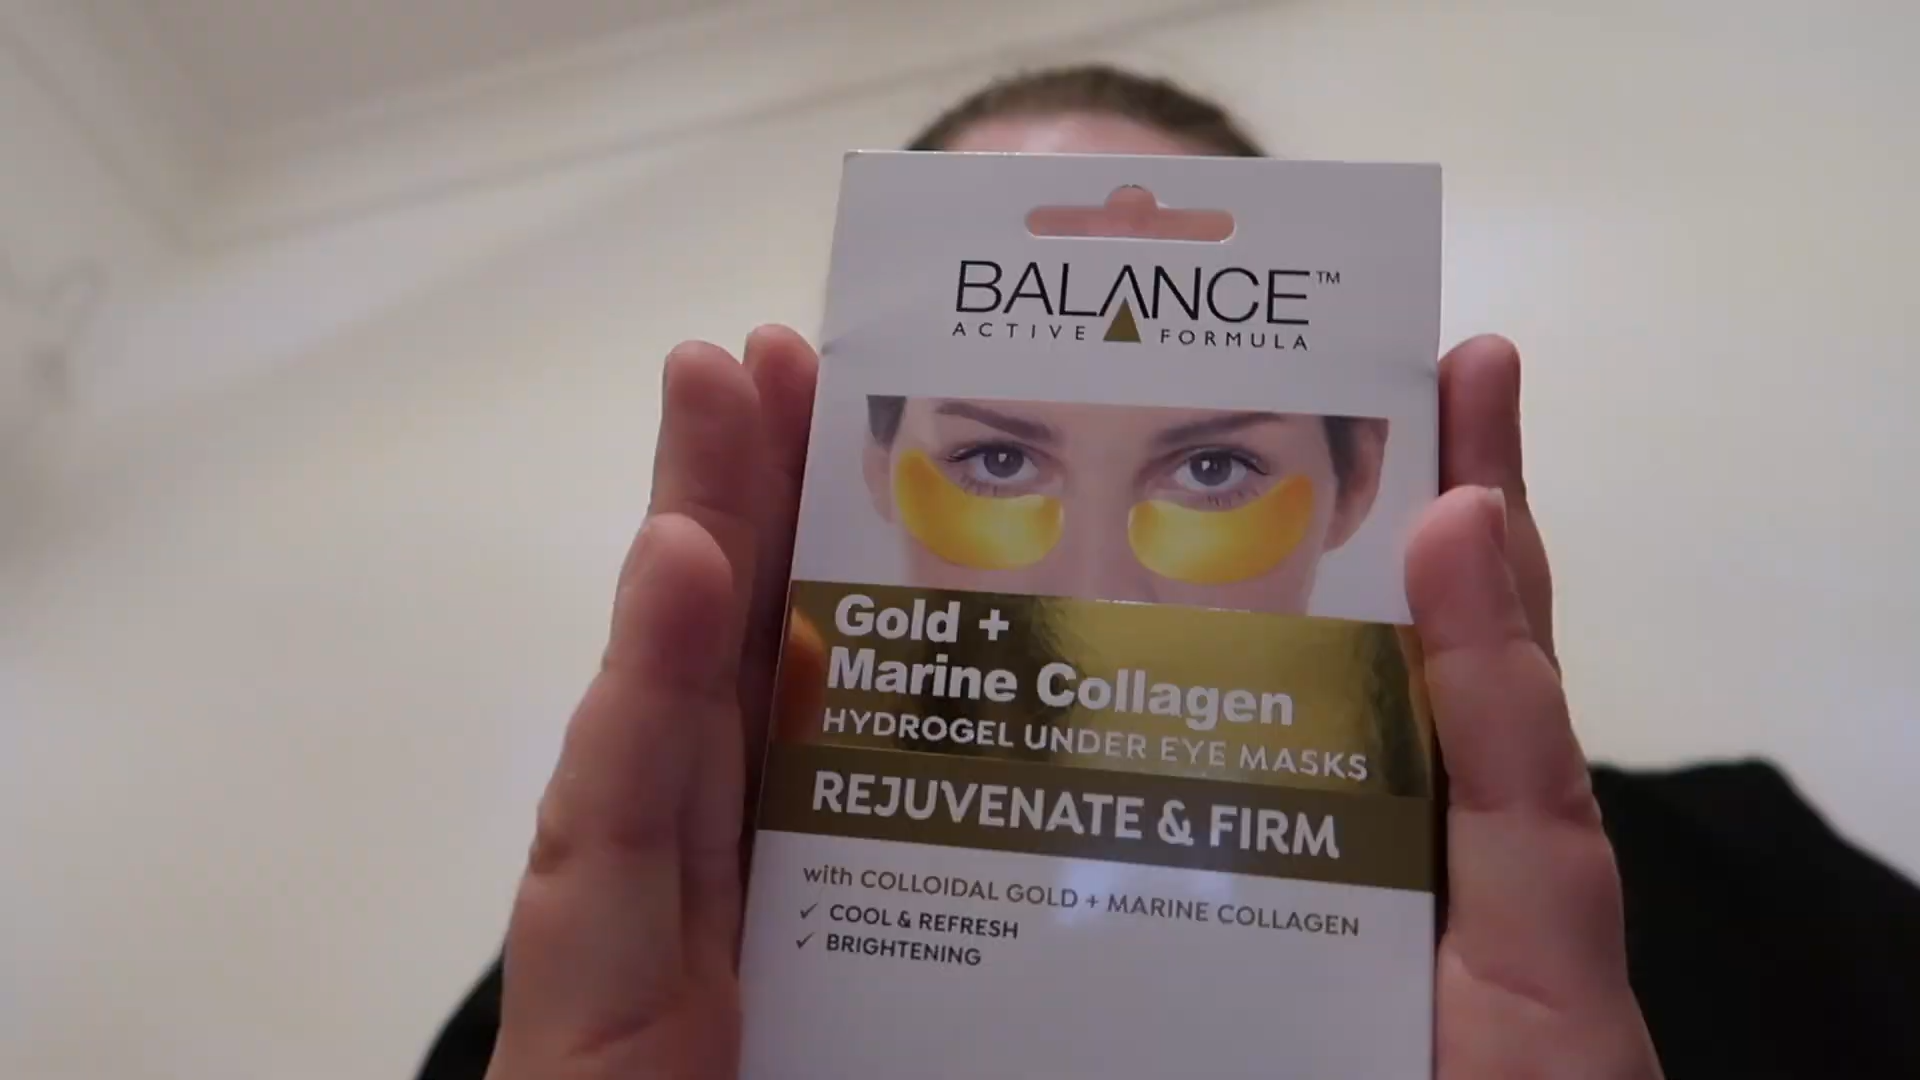 BALANCE™
ACTIVE FORMULA
Gold +
Marine Collagen
HYDROGEL UNDER EYE MASKS
REJUVENATE & FIRM
with COLLOIDAL GOLD + MARINE COLLAGEN
✓ COOL & REFRESH
✓ BRIGHTENING